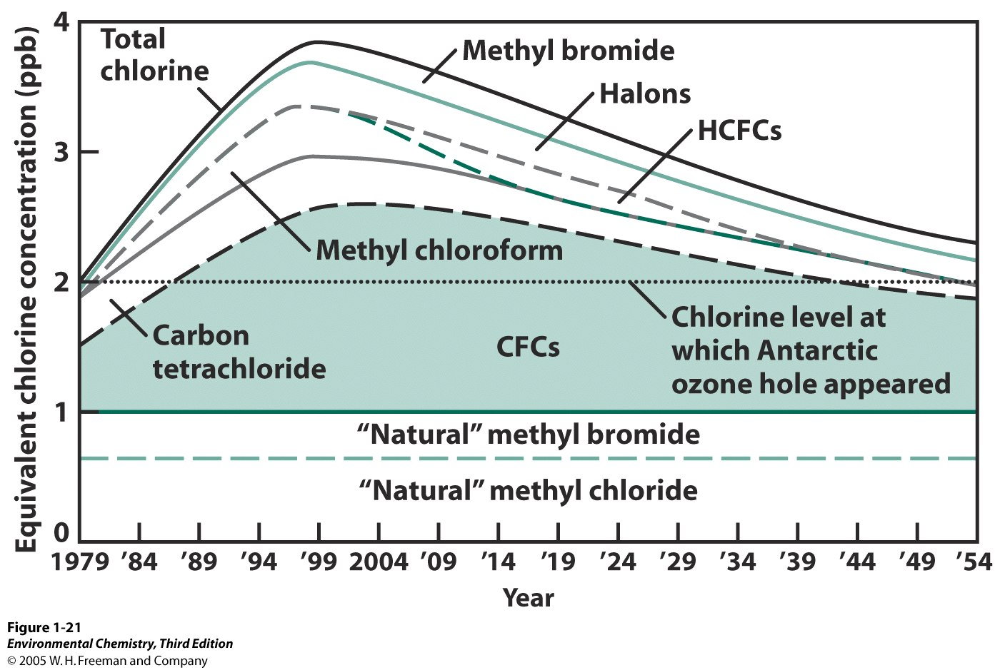 Equivalent chlorine concentration (ppb)
4
3
2
1
0
Total
chlorine
Methyl bromide
Halons
HCFCs
Methyl chloroform
Carbon
tetrachloride
CFCs
Chlorine level at
which Antarctic
ozone hole appeared
“Natural” methyl bromide
“Natural” methyl chloride
1979 ’84 ’89 ’94 ’99 2004 ’09 ’14 ’19 ’24 ’29 ’34 ’39 ’44 ’49 ’54
Year
Figure 1-21
Environmental Chemistry, Third Edition
© 2005 W. H. Freeman and Company